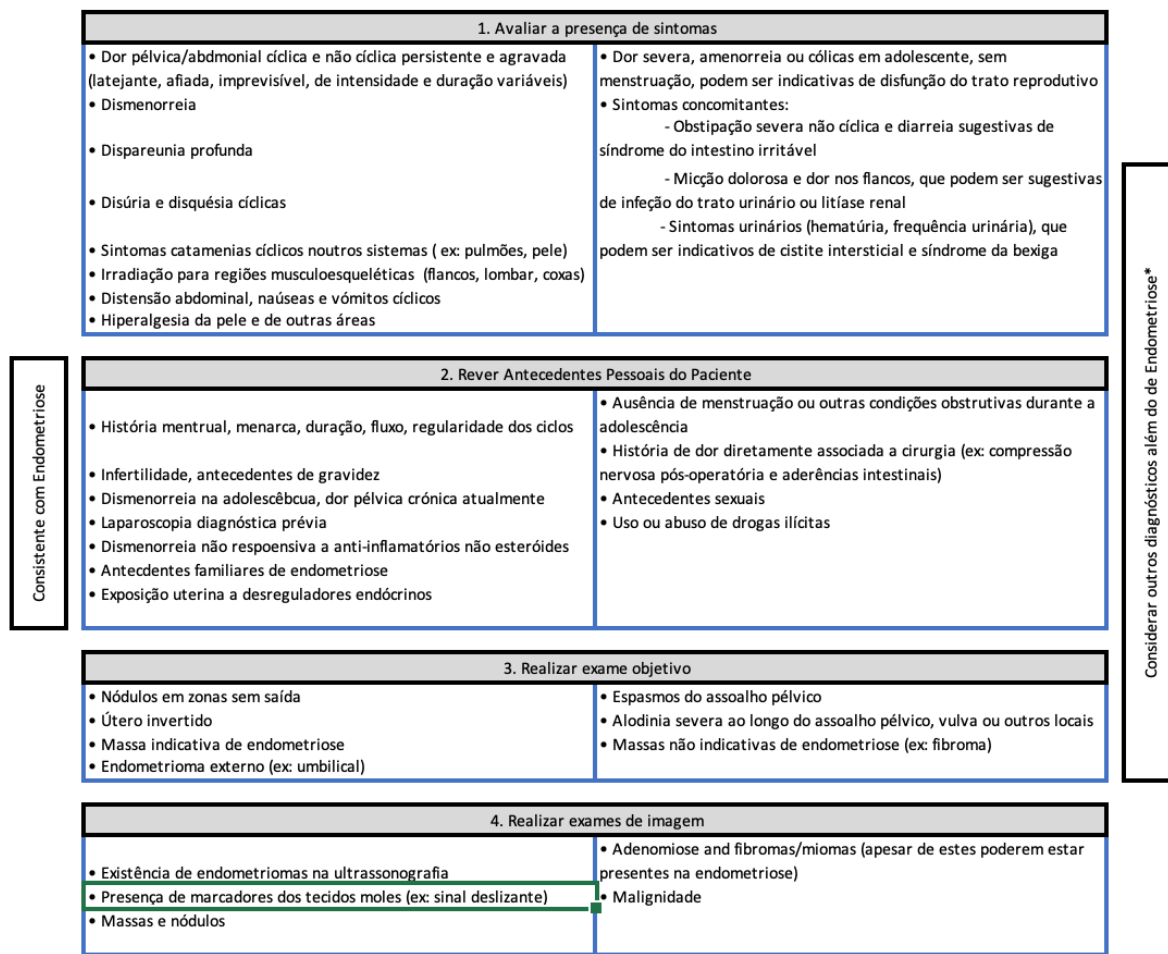 1. Avaliar a presença de sintomas
• Dor pélvica/abdmonial cíclica e não cíclica persistente e agravada
(latejante, afiada, imprevisível, de intensidade e duração variáveis)
• Dismenorreia
• Dispareunia profunda
• Disúria e disquésia cíclicas
• Sintomas catamenias cíclicos noutros sistemas ( ex: pulmões, pele)
• Irradiação para regiões musculoesqueléticas (flancos, lombar, coxas)
• Distensão abdominal, naúseas e vómitos cíclicos
• Hiperalgesia da pele e de outras áreas
• Dor severa, amenorreia ou cólicas em adolescente, sem
menstruação, podem ser indicativas de disfunção do trato reprodutivo
• Sintomas concomitantes:
- Obstipação severa não cíclica e diarreia sugestivas de
síndrome do intestino irritável
- Micção dolorosa e dor nos flancos, que podem ser sugestivas
de infeção do trato urinário ou litíase renal
- Sintomas urinários (hematúria, frequência urinária), que
podem ser indicativos de cistite intersticial e síndrome da bexiga
Consistente com Endometriose
2. Rever Antecedentes Pessoais do Paciente
• História mentrual, menarca, duração, fluxo, regularidade dos ciclos
• Infertilidade, antecedentes de gravidez
• Dismenorreia na adolescêbcua, dor pélvica crónica atualmente
• Laparoscopia diagnóstica prévia
• Dismenorreia não respoensiva a anti-inflamatórios não esteróides
• Antecdentes familiares de endometriose
• Exposição uterina a desreguladores endócrinos
• Ausência de menstruação ou outras condições obstrutivas durante a
adolescência
• História de dor diretamente associada a cirurgia (ex: compressão
nervosa pós-operatória e aderências intestinais)
• Antecedentes sexuais
• Uso ou abuso de drogas ilícitas
Considerar outros diagnósticos além do de Endometriose*
3. Realizar exame objetivo
• Nódulos em zonas sem saída
• Útero invertido
• Massa indicativa de endometriose
• Endometrioma externo (ex: umbilical)
• Espasmos do assoalho pélvico
• Alodinia severa ao longo do assoalho pélvico, vulva ou outros locais
• Massas não indicativas de endometriose (ex: fibroma)
4. Realizar exames de imagem
• Existência de endometriomas na ultrassonografia
• Presença de marcadores dos tecidos moles (ex: sinal deslizante)
• Massas e nódulos
• Adenomiose and fibromas/miomas (apesar de estes poderem estar
presentes na endometriose)
• Malignidade